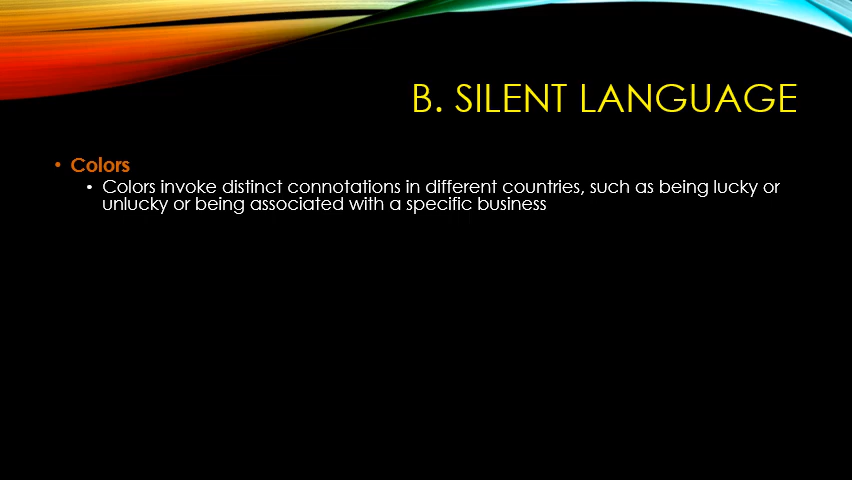 B. SILENT LANGUAGE
• Colors
• Colors invoke distinct connotations in different countries, such as being lucky or
unlucky or being associated with a specific business